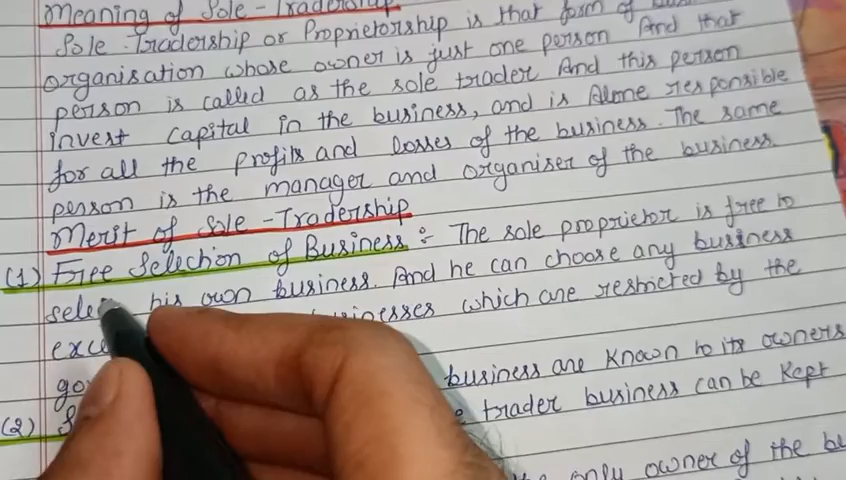 Meaning of Sole-Tradership
Sole-Tradership or Proprietorship is that form of
Organisation whose owner is just one person And that
person is called as the sole trader And this person
invest capital in the business, and is Alone responsible
for all the profits and losses of the business. The same
person is the manager and organiser of the business.
Merit of Sole-Tradership
(1) Free Selection of Business :- The sole proprietor is free to
his own business. And he can choose any business
which are restricted by the
business are known to its owners
trader business can be kept
only owner of the
(2)